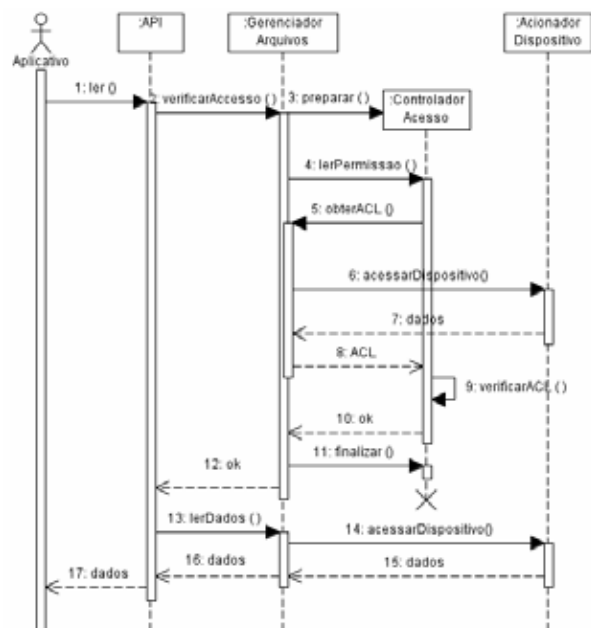 :API
:Gerenciador
Arquivos
:Acionador
Dispositivo
Aplicativo
1: ler ()
2: verificarAccesso ( )
3: preparar ( )
:Controlador
Acesso
4: lerPermissao ( )
5: obterACL ()
6: acessarDispositivo()
7: dados
8: ACL
9: verificarACL ( )
10: ok
11: finalizar ()
12: ok
13: lerDados ( )
14: acessarDispositivo()
15: dados
16: dados
17: dados